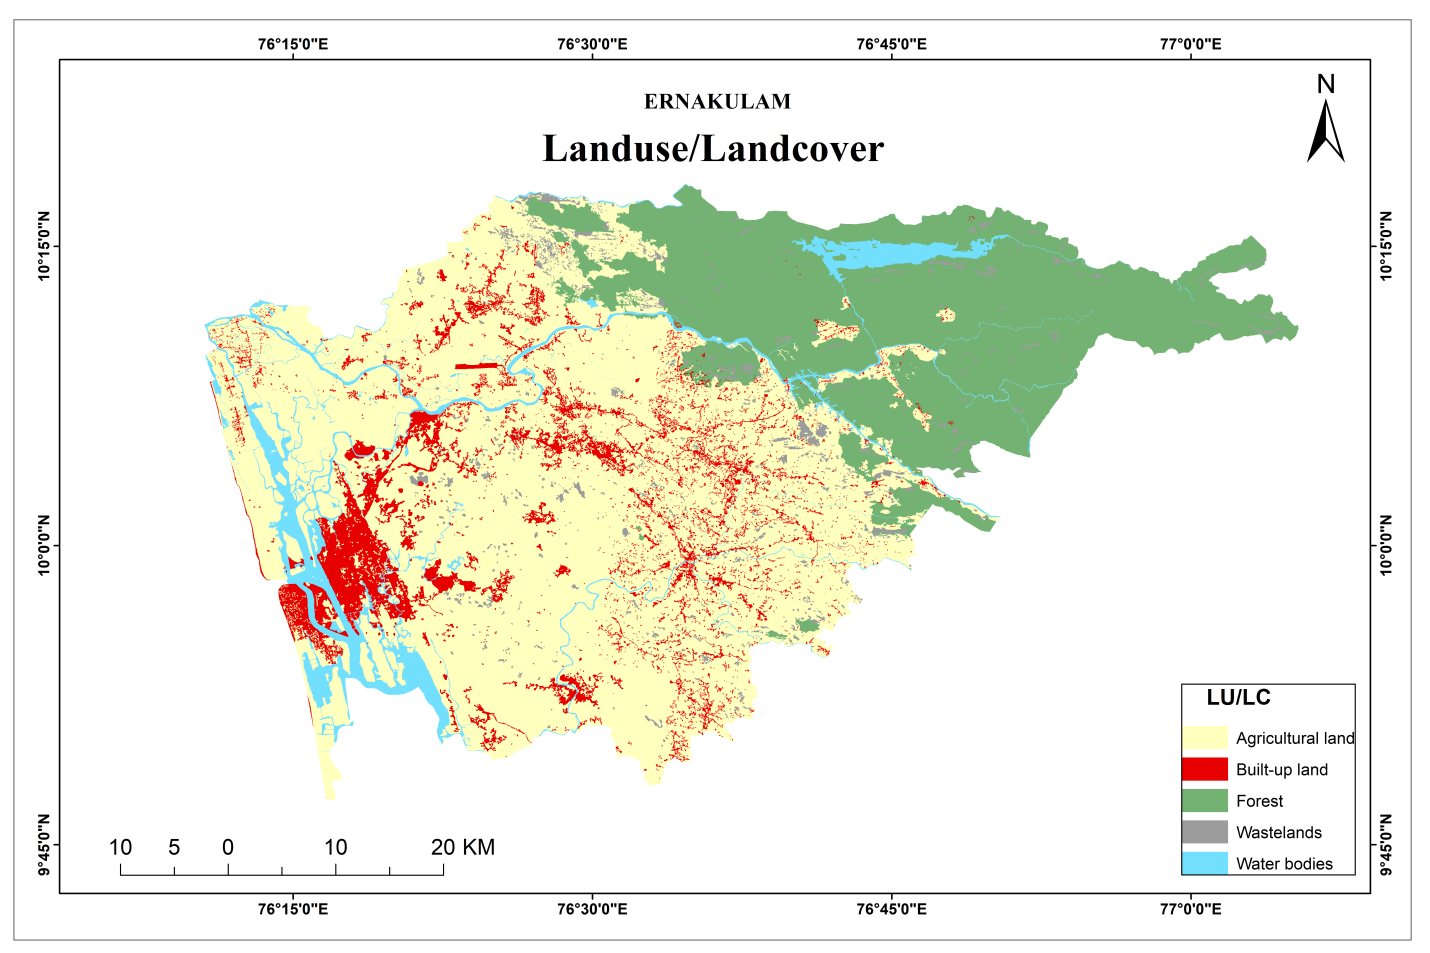 76°15'0"E 76°30'0"E 76°45'0"E 77°0'0"E
N
ERNAKULAM
Landuse/Landcover
10°15'0"N 10°15'0"N
10°0'0"N 10°0'0"N
LU/LC
Agricultural land
Built-up land
Forest
Wastelands
Water bodies
9°45'0"N 9°45'0"N
10 5 0 10 20 KM
76°15'0"E 76°30'0"E 76°45'0"E 77°0'0"E